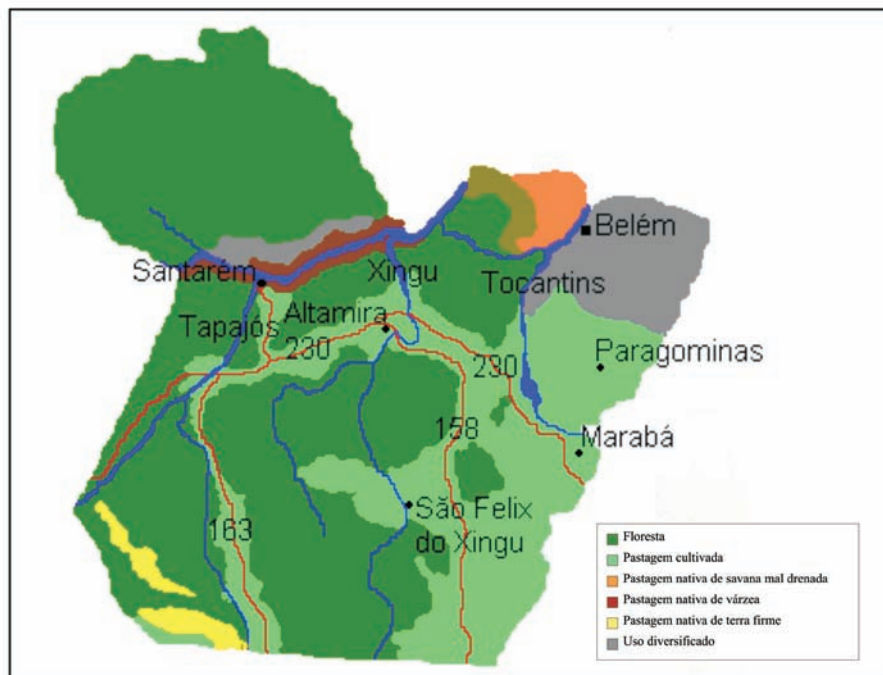 Belém
Santarém
Xingu
Tocantins
Tapajós
Altamira
230
230
Paragominas
158
Marabá
São Felix
do Xingu
163
Floresta
Pastagem cultivada
Pastagem nativa de savana mal drenada
Pastagem nativa de várzea
Pastagem nativa de terra firme
Uso diversificado